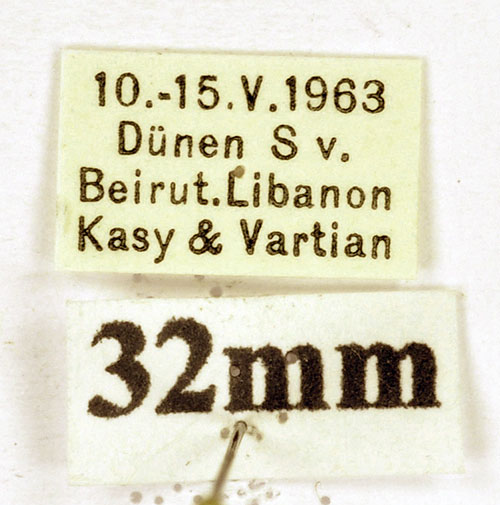 10.-15.V.1963
Dünen S v.
Beirut.Libanon
Kasy & Vartian
32mm